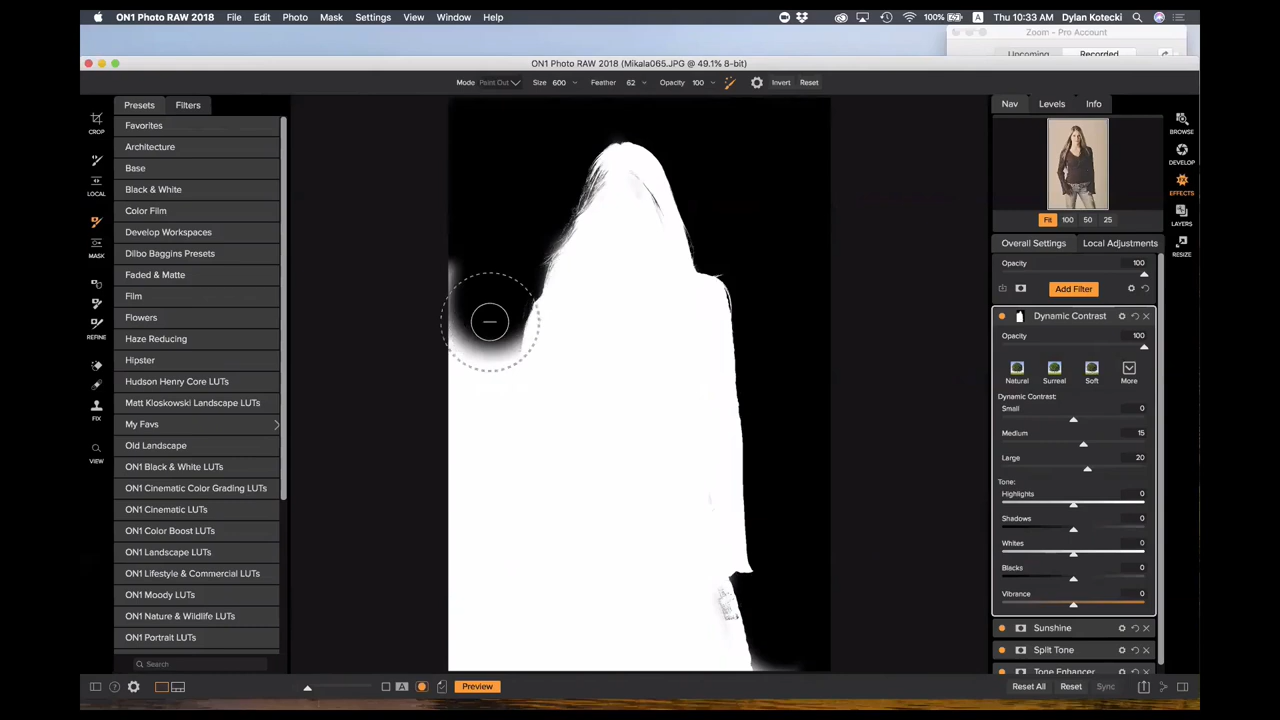 ON1 Photo RAW 2018 File Edit Photo Mask Settings View Window Help 100% A Thu 10:33 AM Dylan Kotecki
Zoom - Pro Account
Upcoming Recorded
ON1 Photo RAW 2018 (Mikala065.JPG @ 49.1% 8-bit)
Mode Paint Out Size 600 Feather 62 Opacity 100 Invert Reset
Presets Filters
Nav Levels Info
CROP
LOCAL
MASK
REFINE
FIX
VIEW
Favorites
Architecture
Base
Black & White
Color Film
Develop Workspaces
Dilbo Baggins Presets
Faded & Matte
Film
Flowers
Haze Reducing
Hipster
Hudson Henry Core LUTs
Matt Kloskowski Landscape LUTs
My Favs
Old Landscape
ON1 Black & White LUTs
ON1 Cinematic Color Grading LUTs
ON1 Cinematic LUTs
ON1 Color Boost LUTs
ON1 Landscape LUTs
ON1 Lifestyle & Commercial LUTs
ON1 Moody LUTs
ON1 Nature & Wildlife LUTs
ON1 Portrait LUTs
Search
Fit 100 50 25
Overall Settings Local Adjustments
Opacity 100
Add Filter
Dynamic Contrast
Opacity 100
Natural Surreal Soft More
Dynamic Contrast:
Small 0
Medium 15
Large 20
Tone:
Highlights 0
Shadows 0
Whites 0
Blacks 0
Vibrance 0
Sunshine
Split Tone
Tone Enhancer
BROWSE
DEVELOP
FX
EFFECTS
LAYERS
RESIZE
? A Preview
Reset All Reset Sync